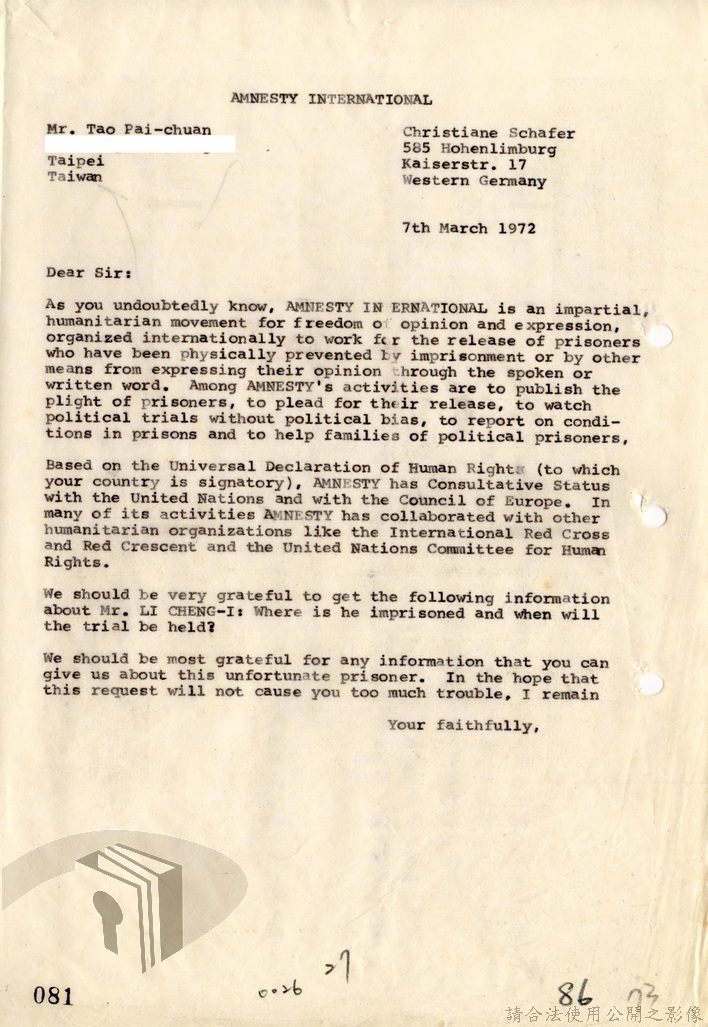 AMNESTY INTERNATIONAL
Mr. Tao Pai-chuan
Taipei
Taiwan
Christiane Schafer
585 Hohenlimburg
Kaiserstr. 17
Western Germany
7th March 1972
Dear Sir:
As you undoubtedly know, AMNESTY IN ERNATIONAL is an impartial,
humanitarian movement for freedom of opinion and expression,
organized internationally to work for the release of prisoners
who have been physically prevented by imprisonment or by other
means from expressing their opinion through the spoken or
written word. Among AMNESTY's activities are to publish the
plight of prisoners, to plead for their release, to watch
political trials without political bias, to report on condi-
tions in prisons and to help families of political prisoners,
Based on the Universal Declaration of Human Rights (to which
your country is signatory), AMNESTY has Consultative Status
with the United Nations and with the Council of Europe. In
many of its activities AMNESTY has collaborated with other
humanitarian organizations like the International Red Cross
and Red Crescent and the United Nations Committee for Human
Rights.
We should be very grateful to get the following information
about Mr. LI CHENG-I: Where is he imprisoned and when will
the trial be held?
We should be most grateful for any information that you can
give us about this unfortunate prisoner. In the hope that
this request will not cause you too much trouble, I remain
Your faithfully,
27
081
0026
86
73
請合法使用公開之影像